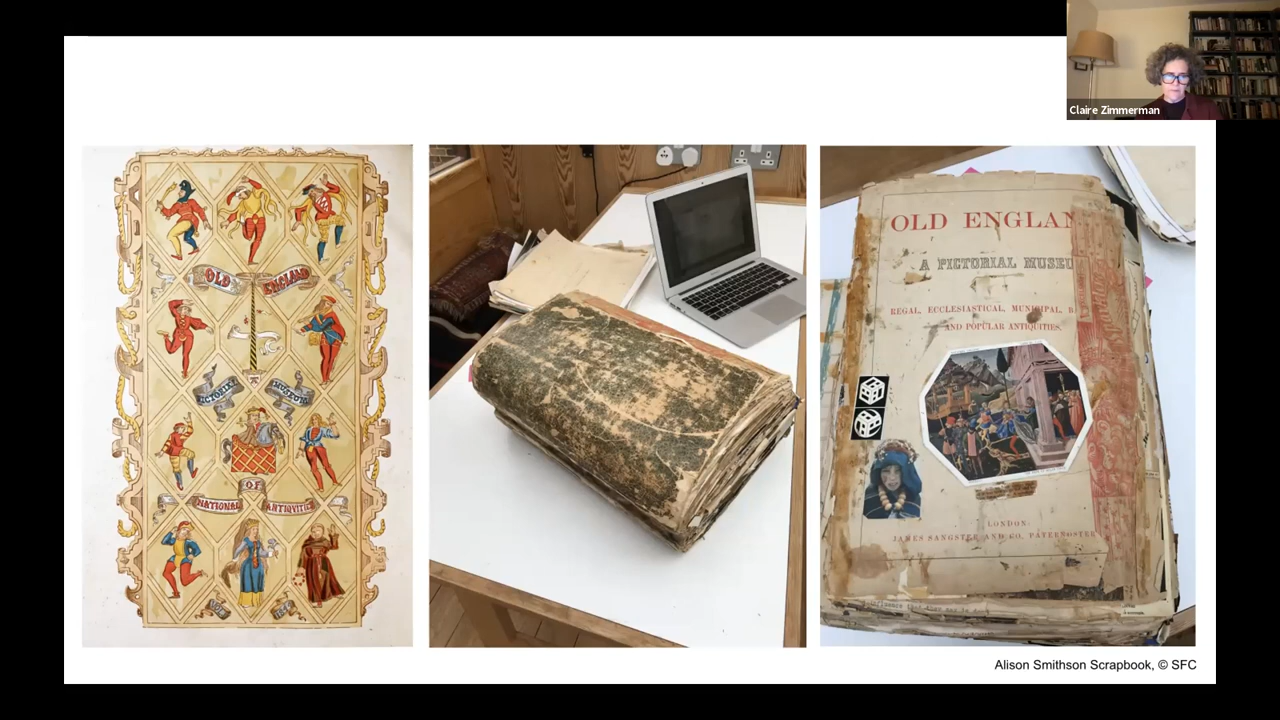 Claire Zimmerman
OLD ENGLAND
PICTORIAL MUSEUM
OF
NATIONAL ANTIQVITIES
OLD ENGLAN
A PICTORIAL MUSEU
REGAL, ECCLESIASTICAL, MUNICIPAL, B
AND POPULAR ANTIQUITIES.
LONDON:
JAMES SANGSTER AND CO., PATERNOSTER
Alison Smithson Scrapbook, © SFC